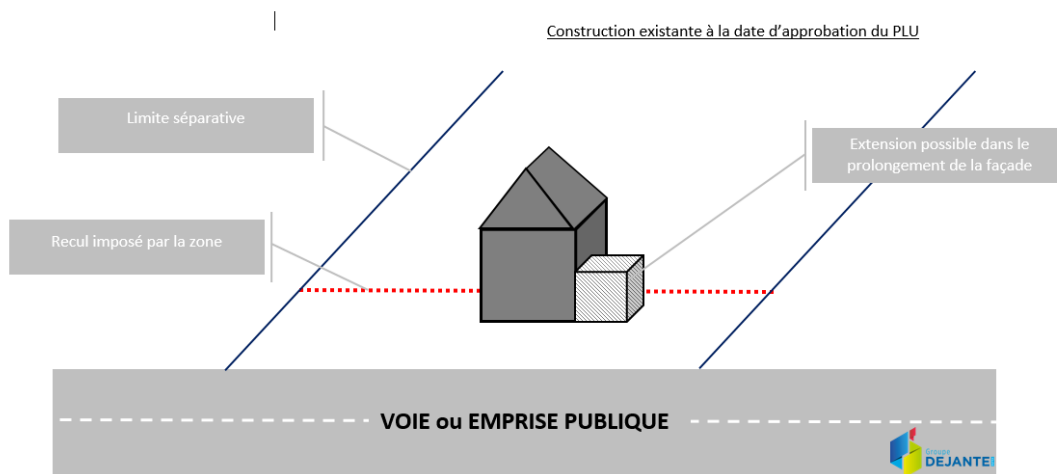 Construction existante à la date d'approbation du PLU
Limite séparative
Extension possible dans le
prolongement de la façade
Recul imposé par la zone
VOIE ou EMPRISE PUBLIQUE
Groupe
DEJANTE